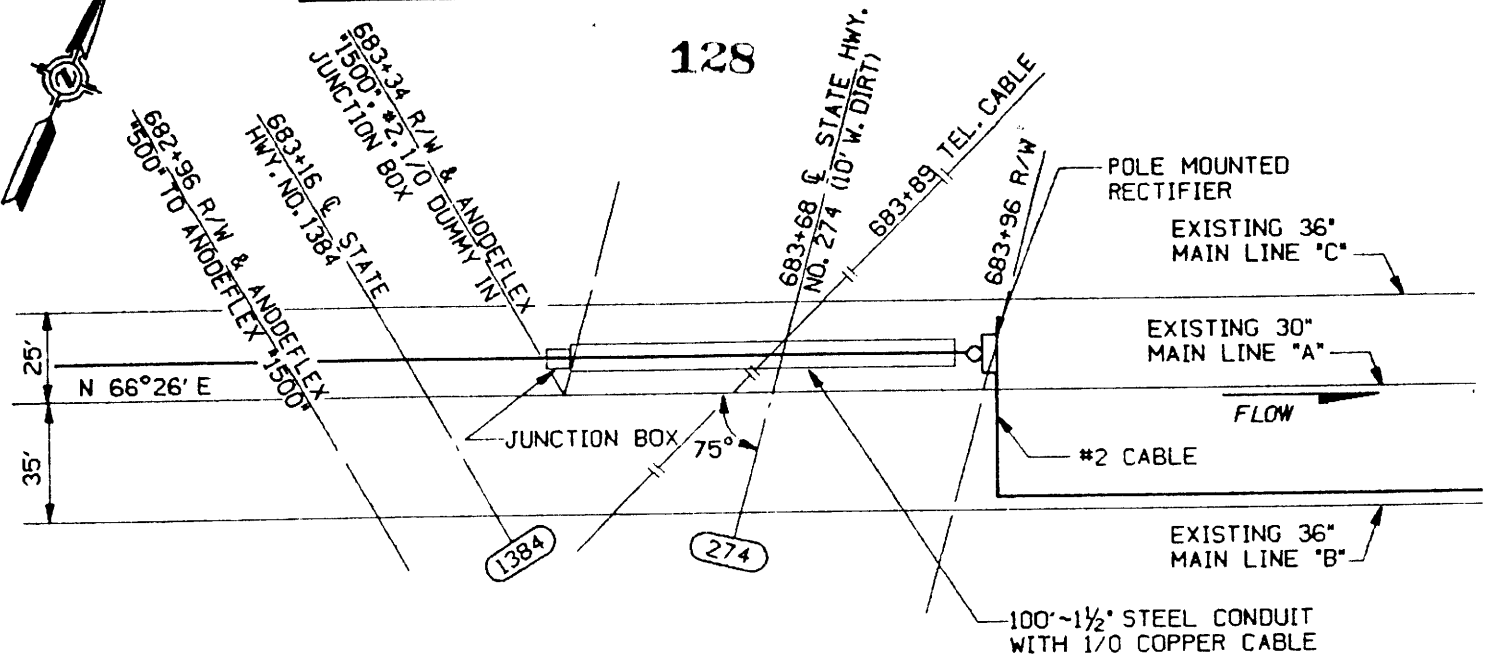 128
N
682+96 R/W & ANODEFLEX
"500" TO ANODEFLEX "1500"
683+16 ℄ STATE
HWY. NO. 1384
683+34 R/W & ANODEFLEX
"1500", #2, 1/0 DUMMY IN
JUNCTION BOX
683+68 ℄ STATE HWY.
NO. 274 (10' W. DIRT)
683+89 TEL. CABLE
683+96 R/W
POLE MOUNTED
RECTIFIER
EXISTING 36"
MAIN LINE "C"
EXISTING 30"
MAIN LINE "A"
FLOW
25'
N 66°26' E
35'
JUNCTION BOX
75°
#2 CABLE
1384
274
EXISTING 36"
MAIN LINE "B"
100'~1½" STEEL CONDUIT
WITH 1/0 COPPER CABLE